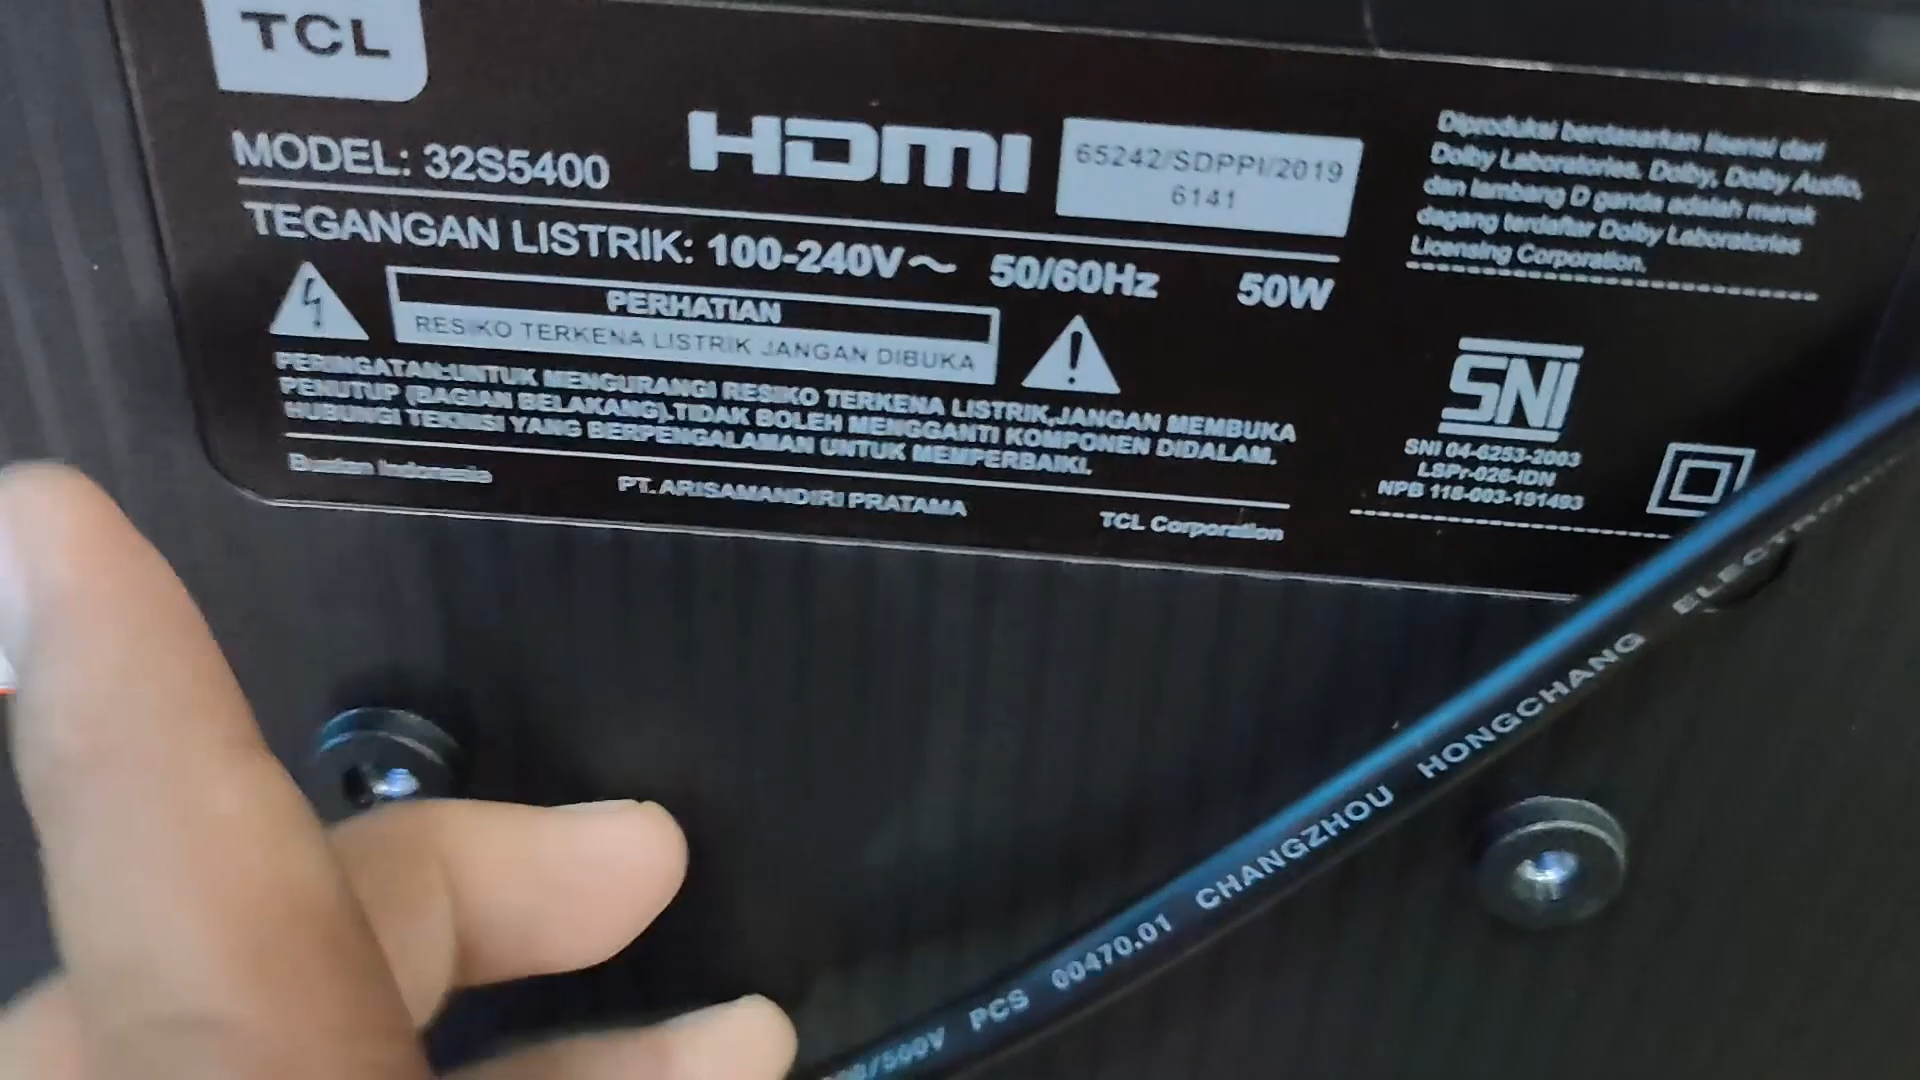 TCL
MODEL: 32S5400
HDMI
65242/SDPPI/2019
6141
TEGANGAN LISTRIK: 100-240V~ 50/60Hz 50W
PERHATIAN
RESIKO TERKENA LISTRIK JANGAN DIBUKA
PERINGATAN:UNTUK MENGURANGI RESIKO TERKENA LISTRIK,JANGAN MEMBUKA
PENUTUP (BAGIAN BELAKANG).TIDAK BOLEH MENGGANTI KOMPONEN DIDALAM.
HUBUNGI TEKNISI YANG BERPENGALAMAN UNTUK MEMPERBAIKI.
Buatan Indonesia
PT. ARISAMANDIRI PRATAMA
TCL Corporation
Diproduksi berdasarkan lisensi dari
Dolby Laboratories. Dolby, Dolby Audio,
dan lambang D ganda adalah merek
dagang terdaftar Dolby Laboratories
Licensing Corporation.
SNI
SNI 04-6253-2003
LSPr-026-IDN
NPB 118-003-191493
/500V PCS 00470.01 CHANGZHOU HONGCHANG ELECTRON